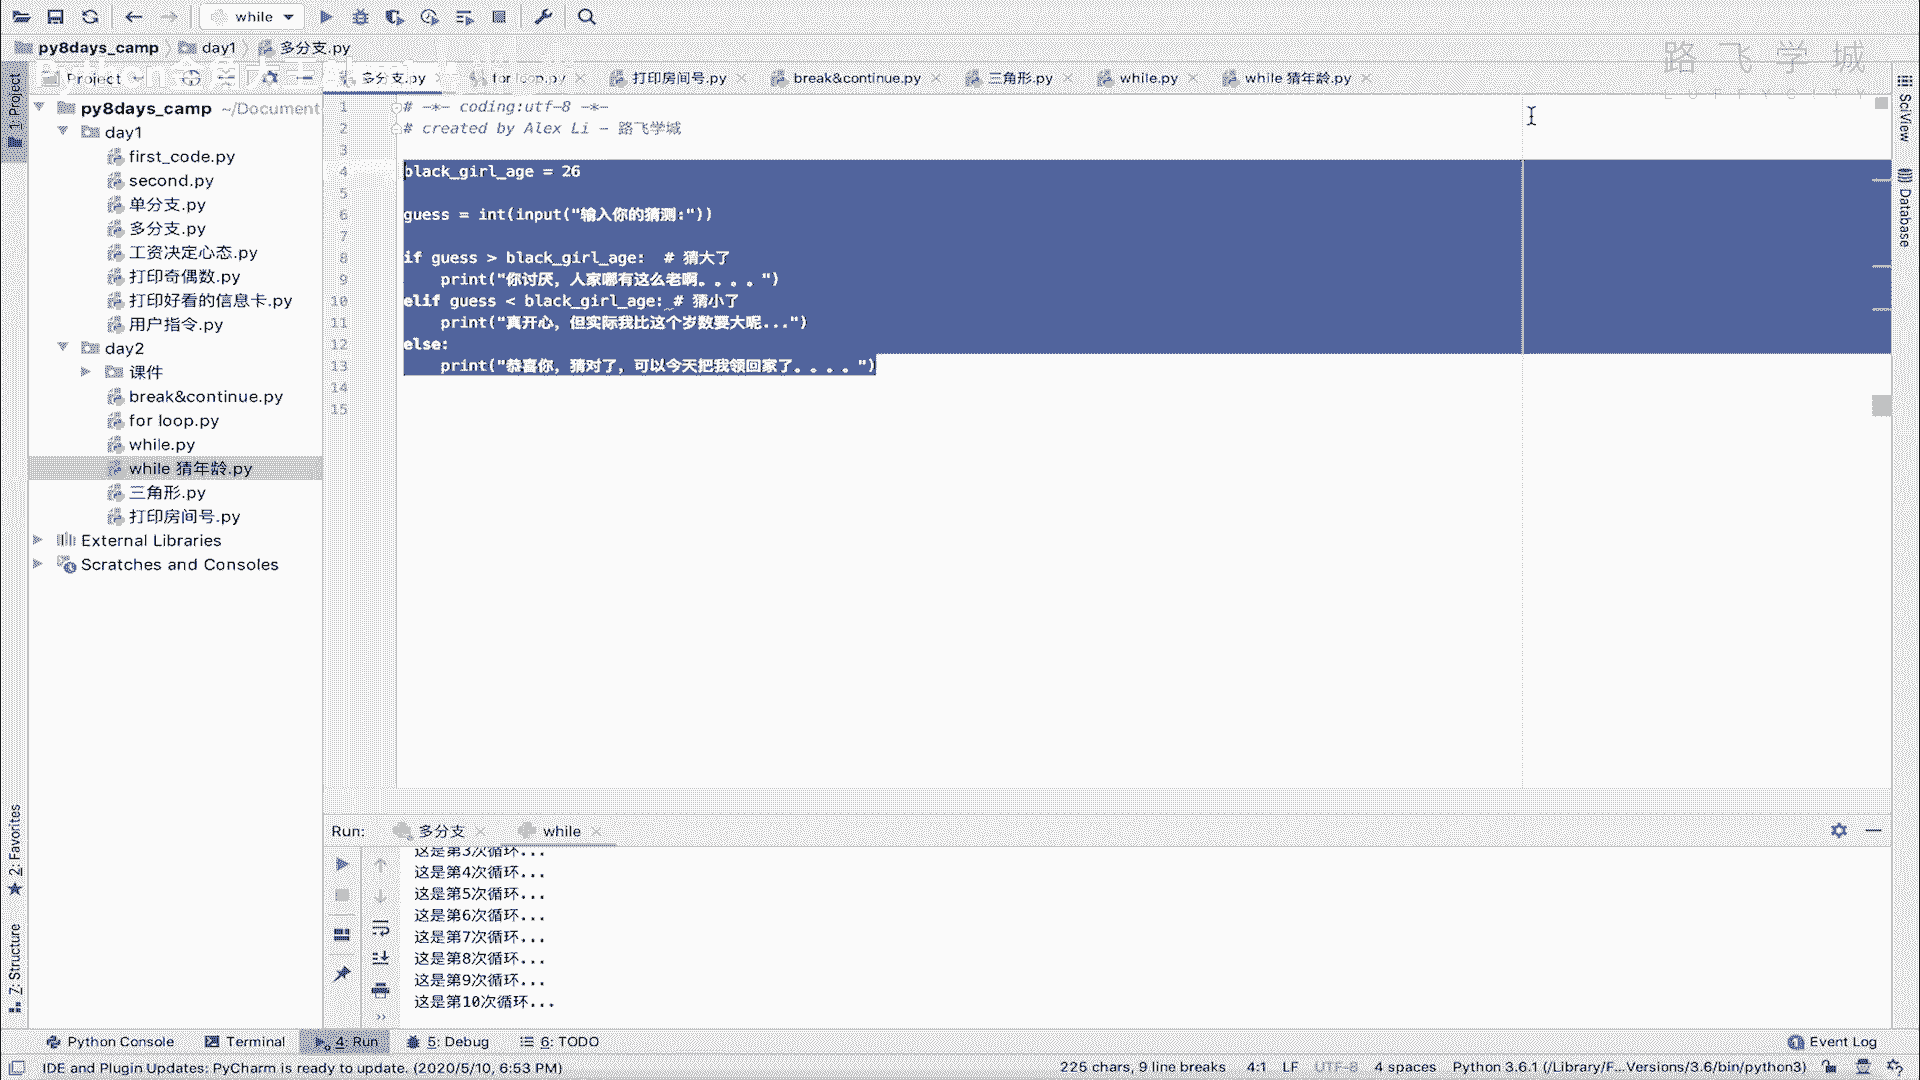 while
py8days_camp
day1
多分支.py
Project
多分支.py
for loop.py
打印房间号.py
break&continue.py
三角形.py
while.py
while 猜年龄.py
路飞学城
LUFFYCITY
1: Project
py8days_camp ~/Document
day1
first_code.py
second.py
单分支.py
多分支.py
工资决定心态.py
打印奇偶数.py
打印好看的信息卡.py
用户指令.py
day2
课件
break&continue.py
for loop.py
while.py
while 猜年龄.py
三角形.py
打印房间号.py
External Libraries
Scratches and Consoles
1 # -*- coding:utf-8 -*-
2 # created by Alex Li - 路飞学城
3
4 black_girl_age = 26
5
6 guess = int(input("输入你的猜测:"))
7
8 if guess > black_girl_age:  # 猜大了
9     print("你讨厌，人家哪有这么老啊。。。。")
10 elif guess < black_girl_age: # 猜小了
11     print("真开心，但实际我比这个岁数要大呢...")
12 else:
13     print("恭喜你，猜对了，可以今天把我领回家了。。。。")
14
15
SciView
Database
2: Favorites
7: Structure
Run:
多分支
while
这是第3次循环...
这是第4次循环...
这是第5次循环...
这是第6次循环...
这是第7次循环...
这是第8次循环...
这是第9次循环...
这是第10次循环...
Python Console
Terminal
4: Run
5: Debug
6: TODO
Event Log
IDE and Plugin Updates: PyCharm is ready to update. (2020/5/10, 6:53 PM)
225 chars, 9 line breaks
4:1
LF
UTF-8
4 spaces
Python 3.6.1 (/Library/F...Versions/3.6/bin/python3)